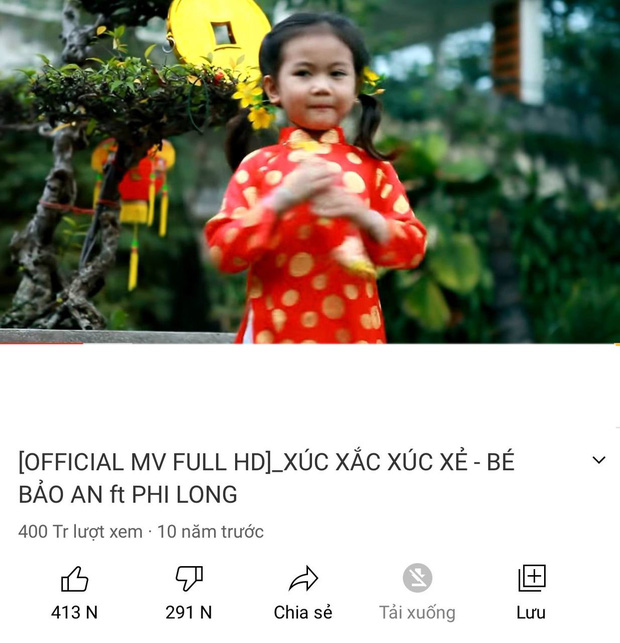 [OFFICIAL MV FULL HD]_XÚC XẮC XÚC XẺ - BÉ
BẢO AN ft PHI LONG
400 Tr lượt xem · 10 năm trước
413 N
291 N
Chia sẻ
Tải xuống
Lưu